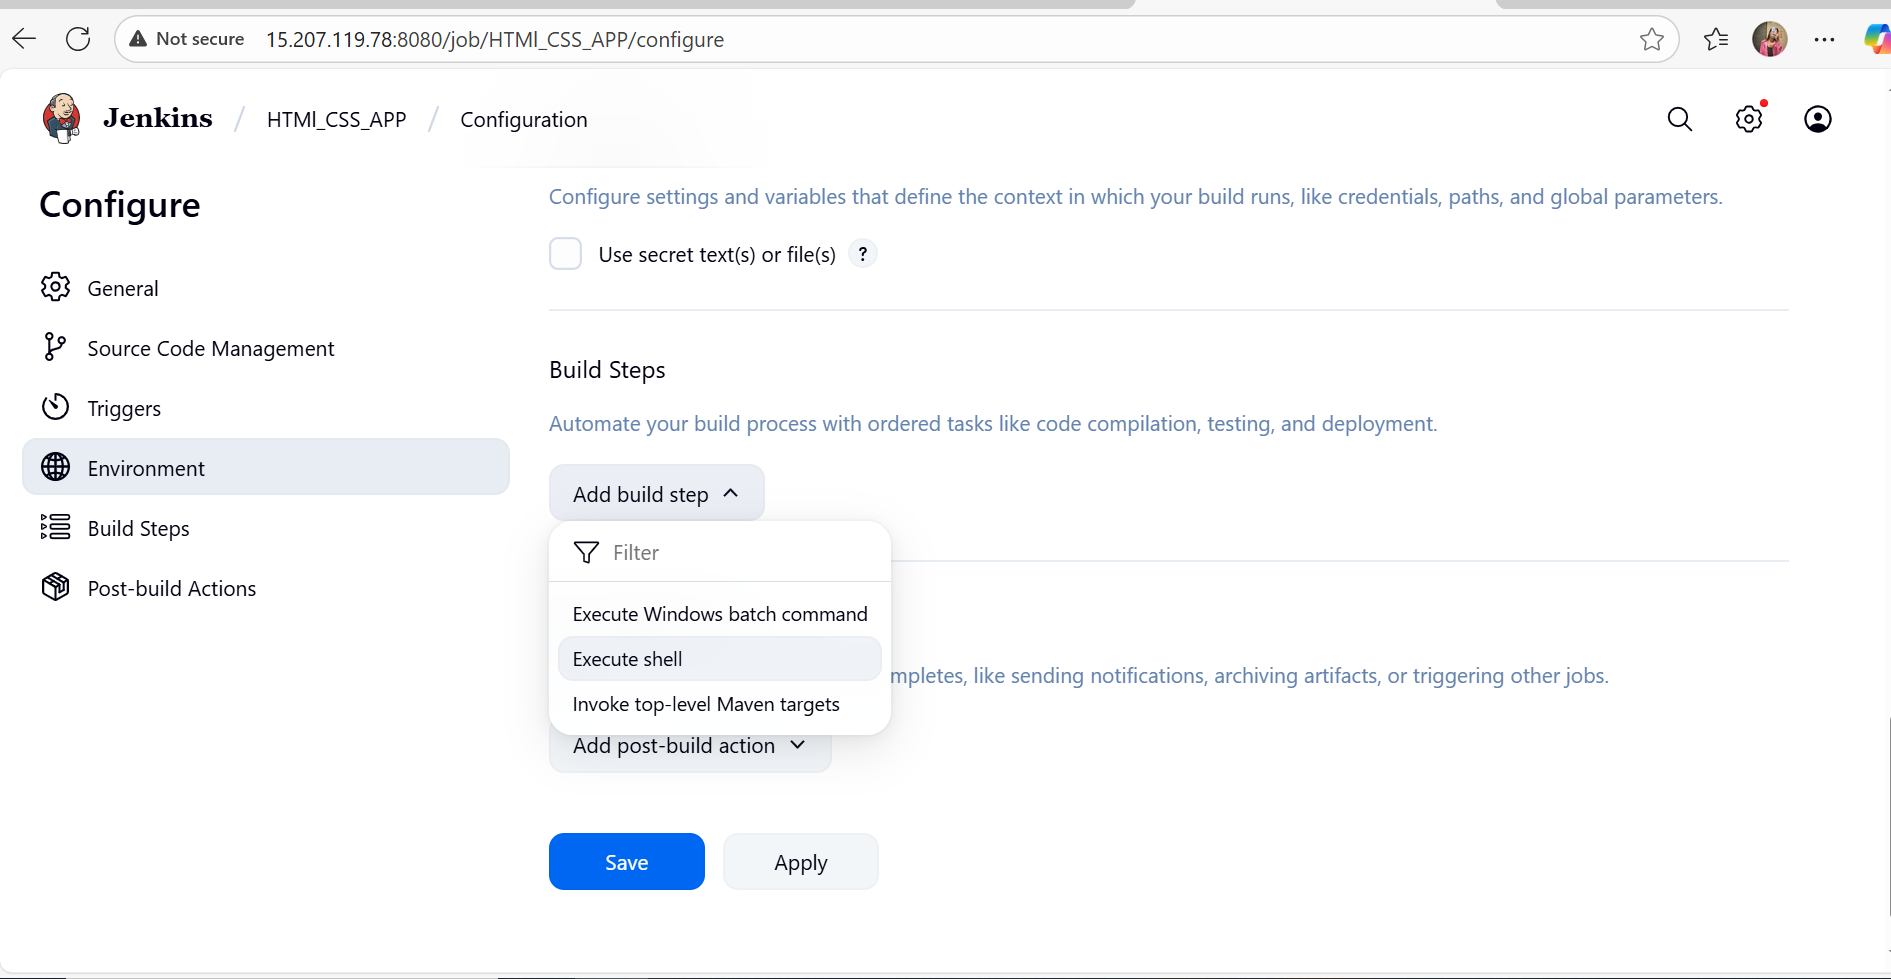 Not secure 15.207.119.78:8080/job/HTMl_CSS_APP/configure
Jenkins / HTMl_CSS_APP / Configuration
Configure
General
Source Code Management
Triggers
Environment
Build Steps
Post-build Actions
Configure settings and variables that define the context in which your build runs, like credentials, paths, and global parameters.
Use secret text(s) or file(s) ?
Build Steps
Automate your build process with ordered tasks like code compilation, testing, and deployment.
Add build step
Filter
Execute Windows batch command
Execute shell
Invoke top-level Maven targets
mpletes, like sending notifications, archiving artifacts, or triggering other jobs.
Add post-build action
Save
Apply